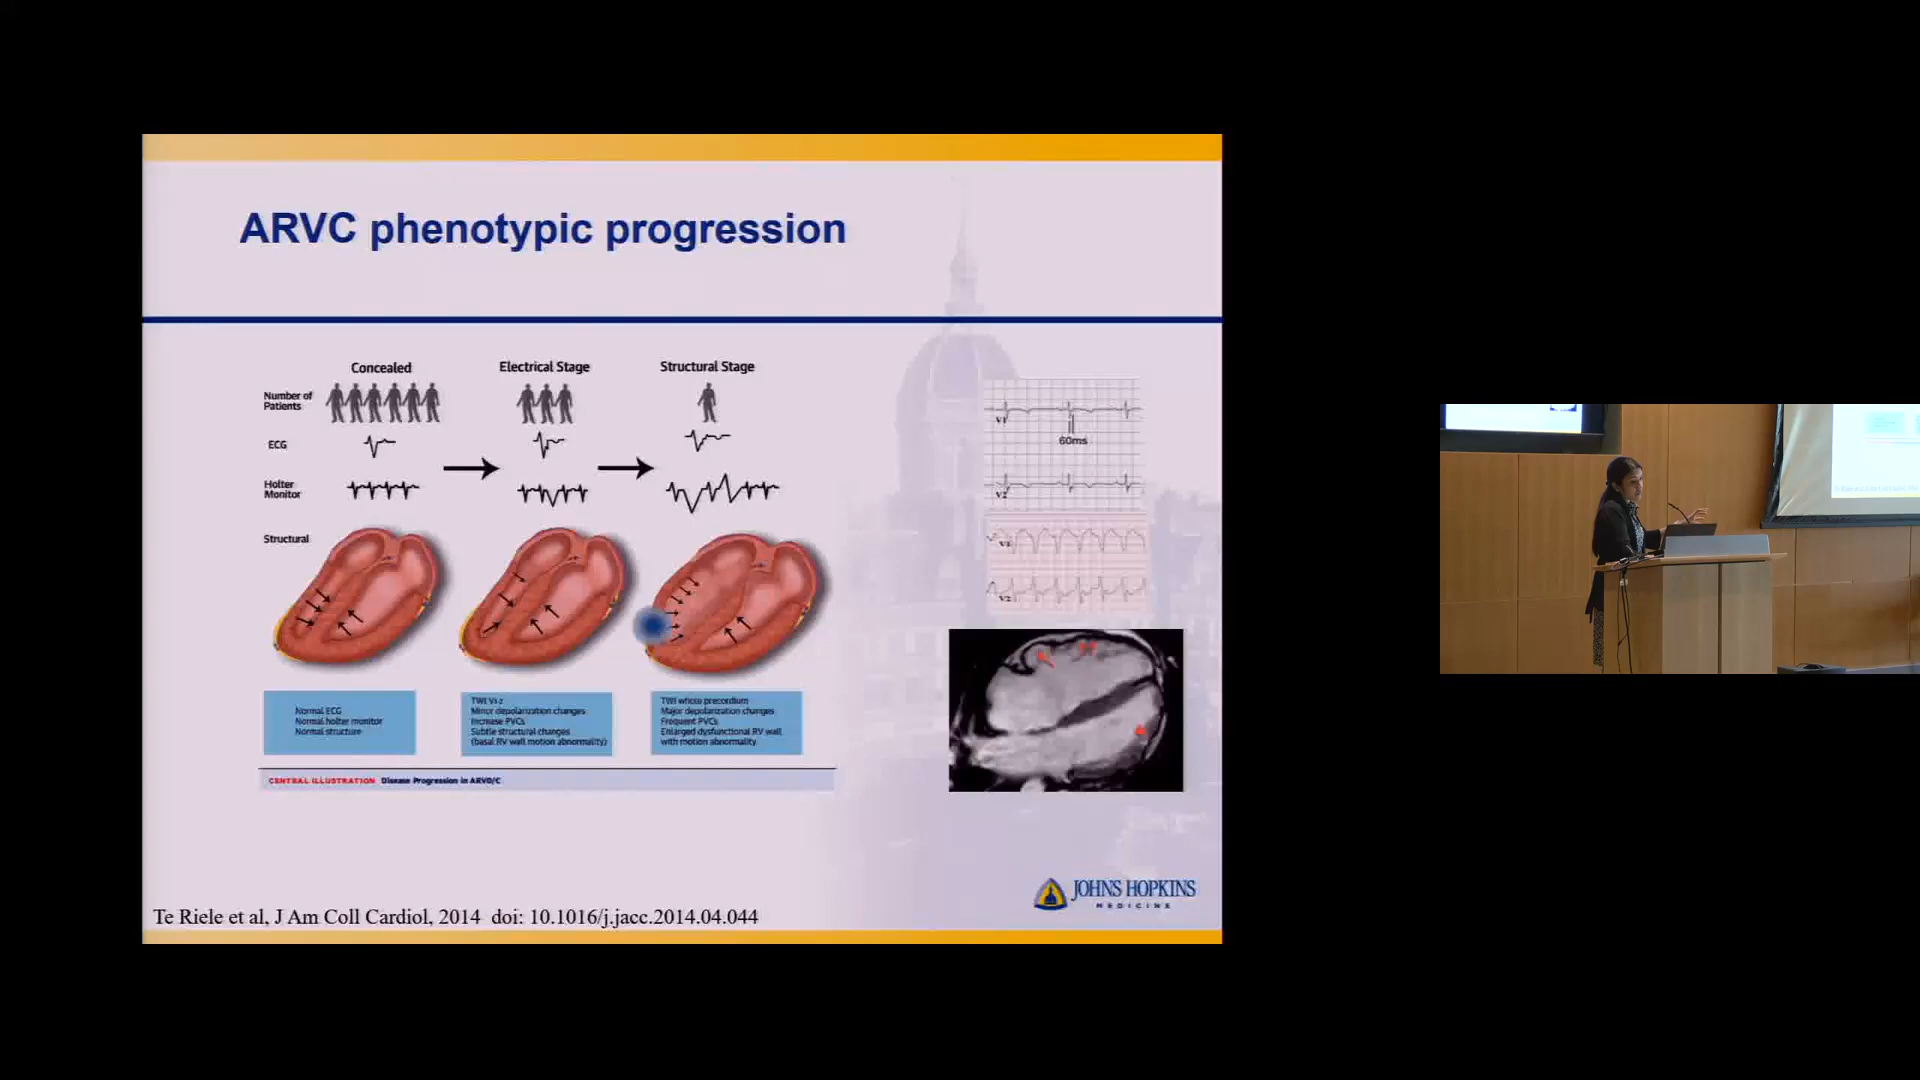 ARVC phenotypic progression
Concealed
Electrical Stage
Structural Stage
Number of
Patients
ECG
Holter
Monitor
Structural
Normal ECG
Normal holter monitor
Normal structure
TWI V1-2
Minor depolarization changes
Increase PVCs
Subtle structural changes
(basal RV wall motion abnormality)
TWI whole precordium
Major depolarization changes
Frequent PVCs
Enlarged dysfunctional RV wall
with motion abnormality
CENTRAL ILLUSTRATION Disease Progression in ARVD/C
V1
60ms
V2
V1
V2
JOHNS HOPKINS
MEDICINE
Te Riele et al, J Am Coll Cardiol, 2014 doi: 10.1016/j.jacc.2014.04.044